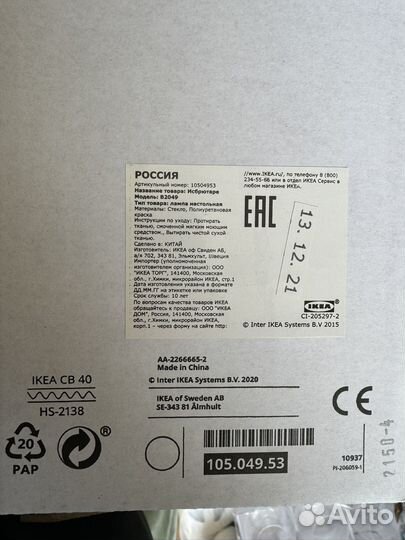 РОССИЯ
Артикульный номер: 10504953
Название товара: Исбрютаре
Модель: B2049
Тип товара: лампа настольная
Материалы: Стекло, Полиуретановая
краска
Инструкции по уходу: Протирать
тканью, смоченной мягким моющим
средством., Вытирать чистой сухой
тканью.
Сделано в: КИТАЙ
Изготовитель: ИКЕА оф Свиден АБ,
а/я 702, 343 81, Эльмхульт, Швеция
Импортер (уполномоченная
изготовителем организация): ООО
"ИКЕА ТОРГ", 141400, Московская
обл., г.Химки, микрорайон ИКЕА, стр.1
Дата изготовления указана в формате
ДД.ММ.ГГ на этикетке или упаковке
Срок службы: 10 лет
По вопросам качества товаров ИКЕА
обращаться по адресу: ООО "ИКЕА
ДОМ", Россия, 141400, Московская
обл., г.Химки, микрорайон ИКЕА,
корп.1 – через форму на сайте http:
//www.IKEA.ru/, по телефону 8 (800)
234-55-66 или в отдел ИКЕА Сервис в
любом магазине ИКЕА.
EAC
13.12.21
IKEA
CI-205297-2
© Inter IKEA Systems B.V 2015
AA-2266665-2
Made in China
© Inter IKEA Systems B.V. 2020
IKEA of Sweden AB
SE-343 81 Älmhult
IKEA CB 40
HS-2138
20
PAP
105.049.53
CE
10937
PI-206059-1
2150-4
Avito